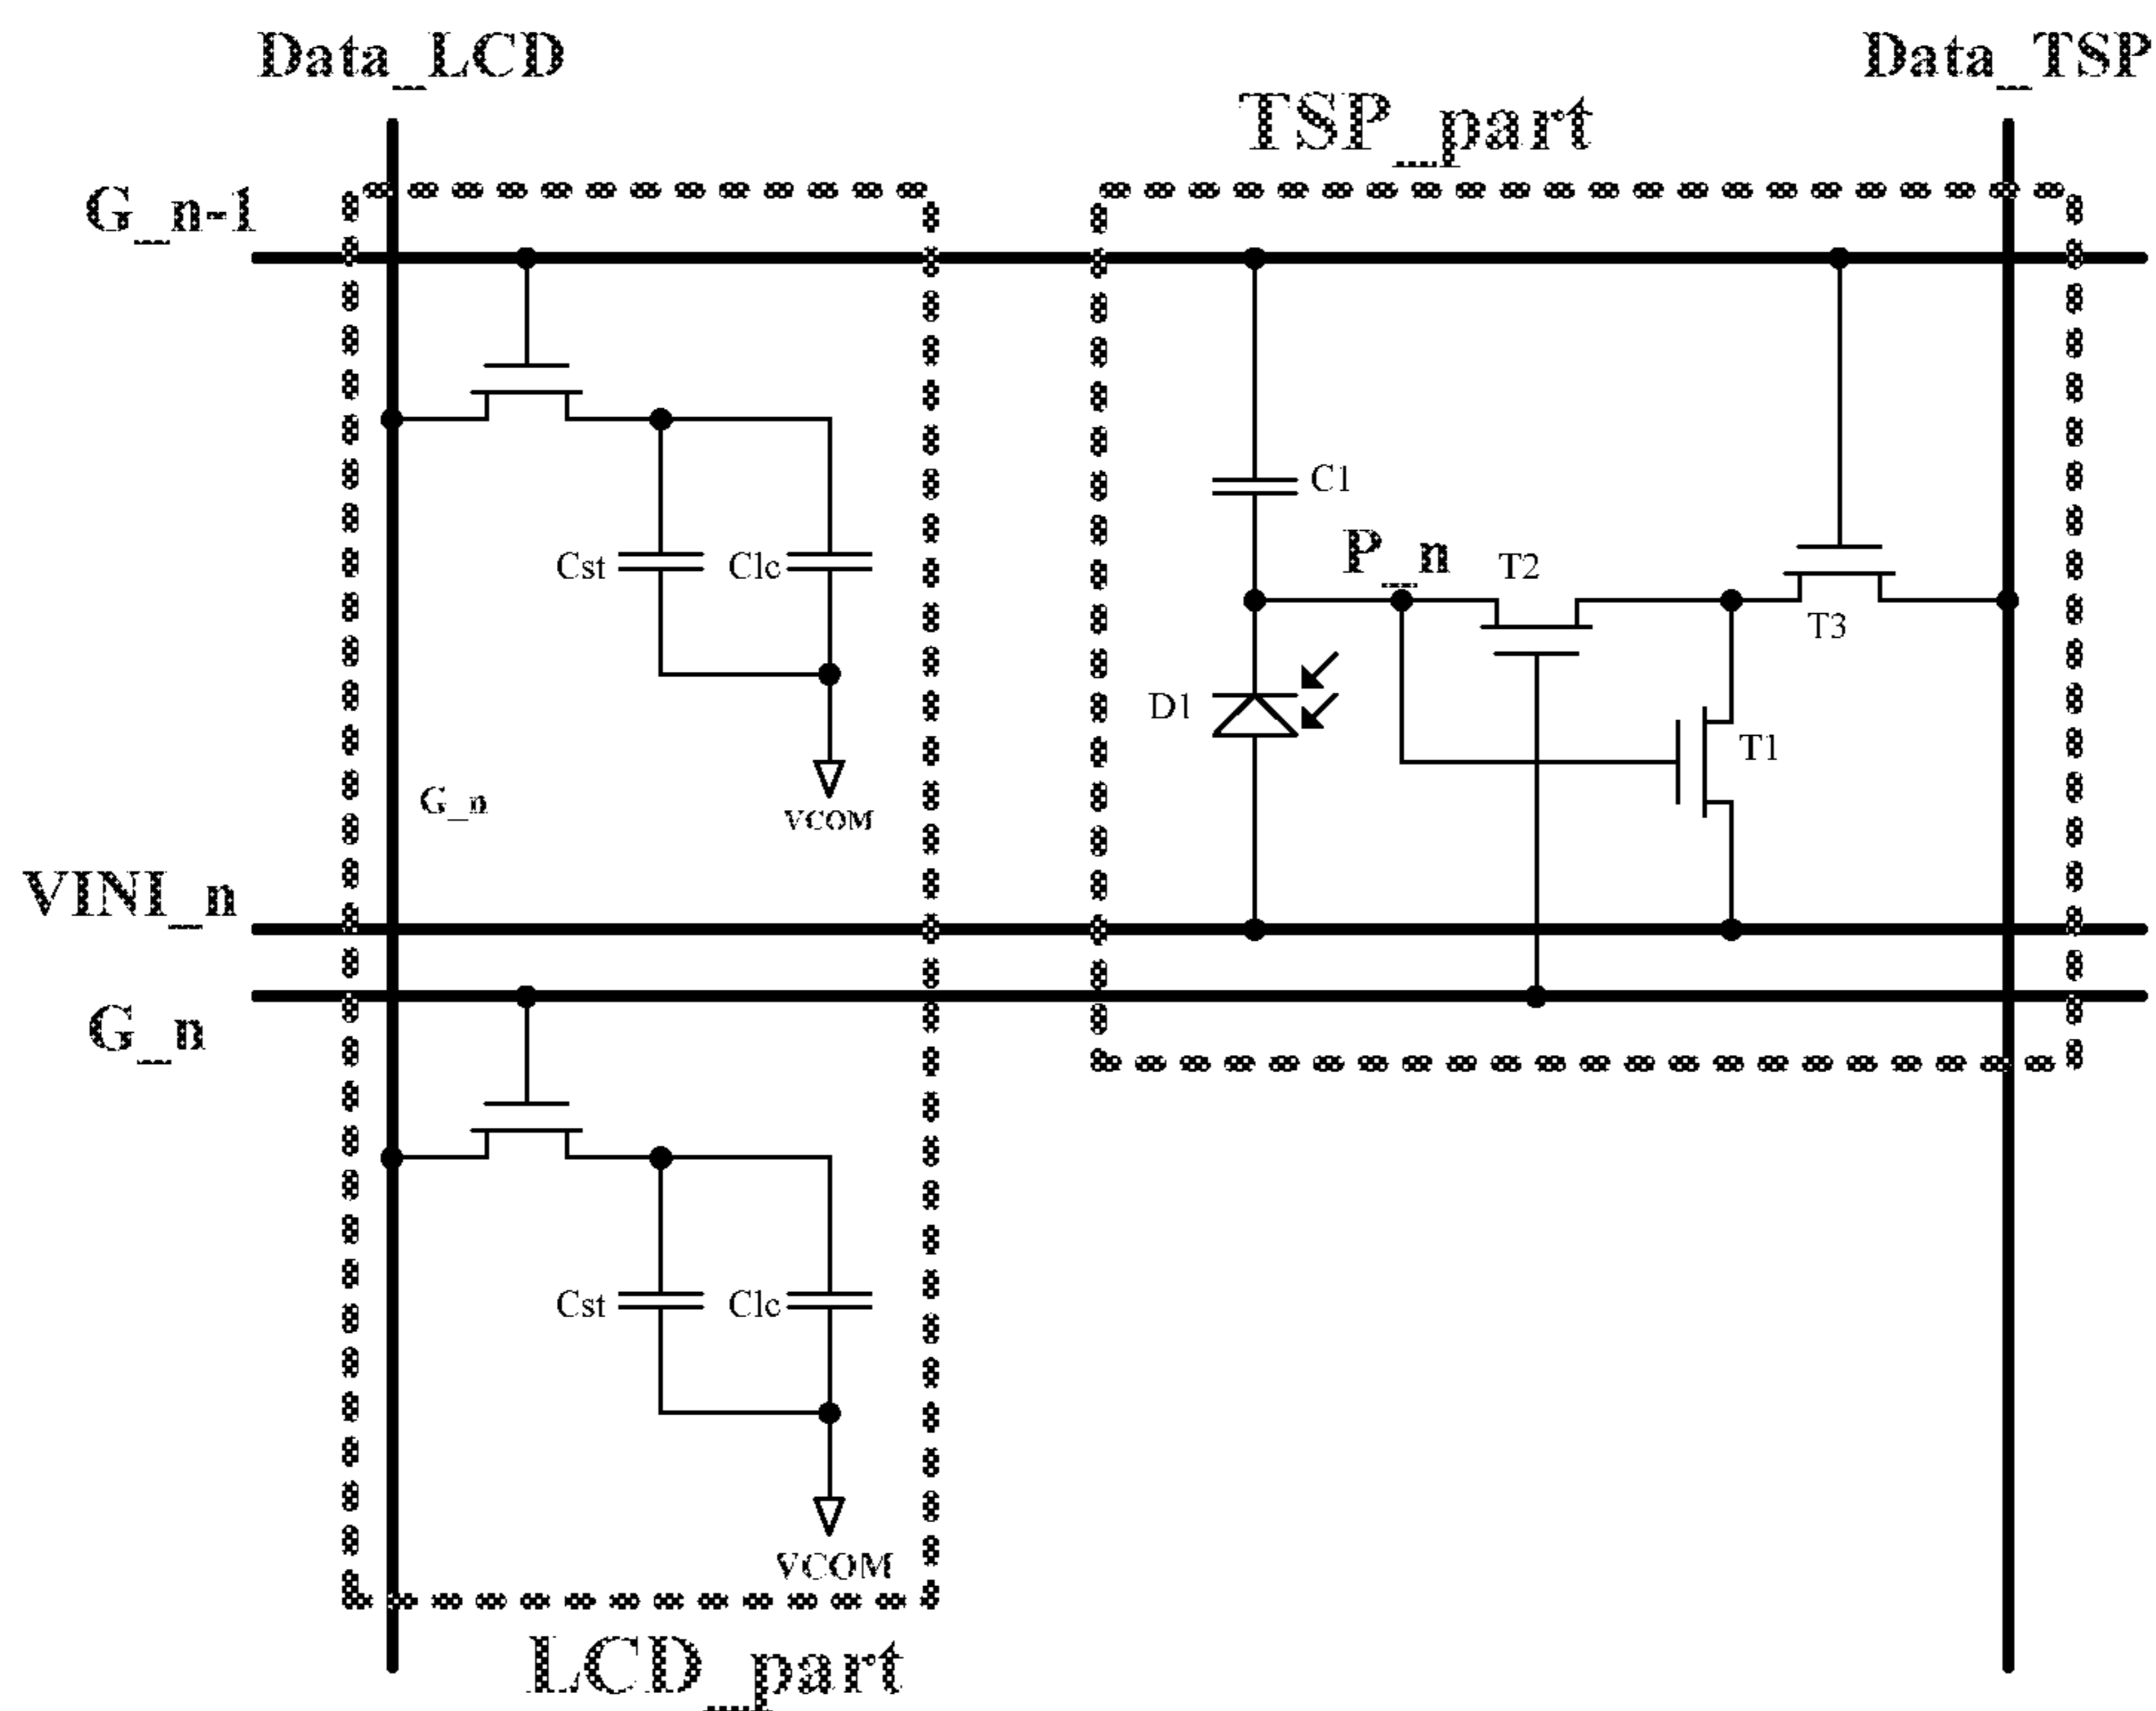 Data_LCD
Data_TSP
TSP_part
G_n-1
C1
P_n
T2
Cst
Clc
T3
D1
T1
G_n
VCOM
VINI_n
G_n
Cst
Clc
VCOM
LCD_part